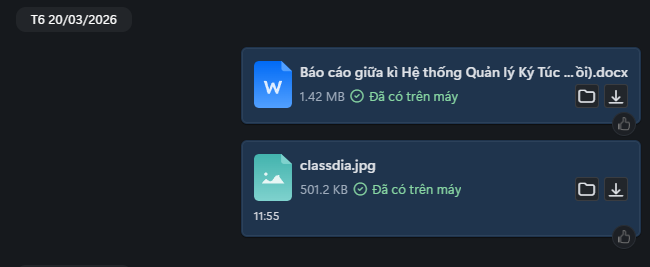 T6 20/03/2026
W
Báo cáo giữa kì Hệ thống Quản lý Ký Túc ...ồi).docx
1.42 MB Đã có trên máy
classdia.jpg
501.2 KB Đã có trên máy
11:55